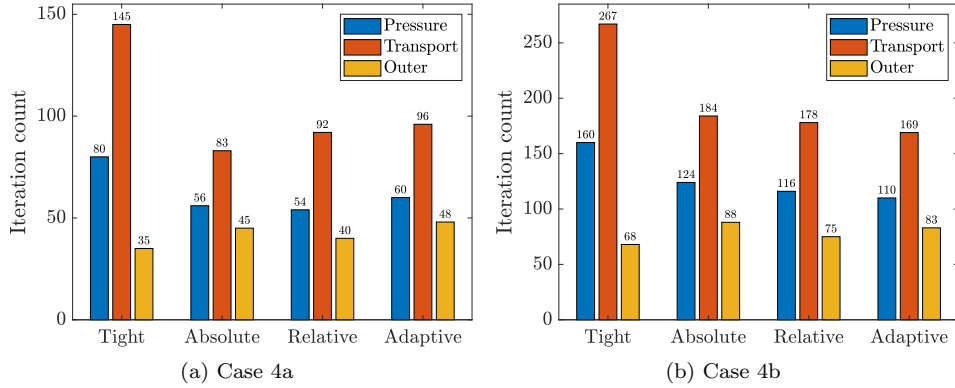 150
100
50
0
Iteration count
Pressure
Transport
Outer
80
145
35
56
83
45
54
92
40
60
96
48
Tight
Absolute
Relative
Adaptive
(a) Case 4a
250
200
150
100
50
0
Iteration count
Pressure
Transport
Outer
160
267
68
124
184
88
116
178
75
110
169
83
Tight
Absolute
Relative
Adaptive
(b) Case 4b